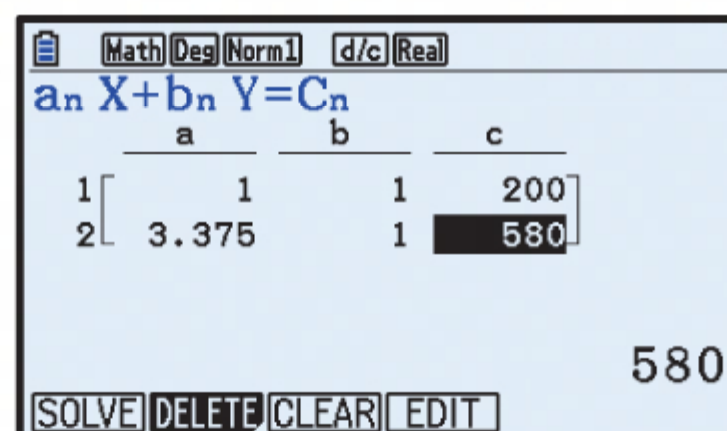 Math Deg Norm1 d/c Real
an X+bn Y=Cn
a b c
1 1 1 200
2 3.375 1 580
580
SOLVE DELETE CLEAR EDIT